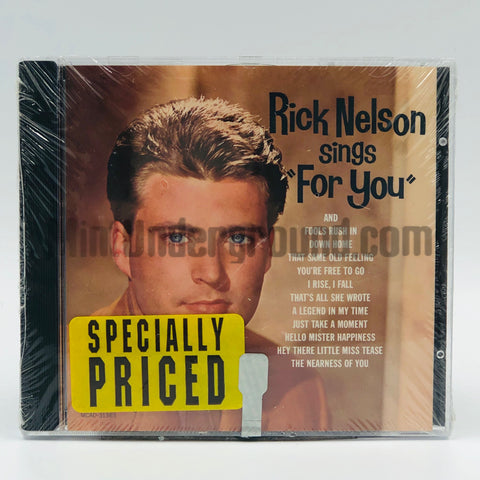 Rick Nelson
sings
"For You"
AND
FOOLS RUSH IN
DOWN HOME
THAT SAME OLD FEELING
YOU'RE FREE TO GO
I RISE, I FALL
THAT'S ALL SHE WROTE
A LEGEND IN MY TIME
JUST TAKE A MOMENT
HELLO MISTER HAPPINESS
HEY THERE LITTLE MISS TEASE
THE NEARNESS OF YOU
SPECIALLY
PRICED